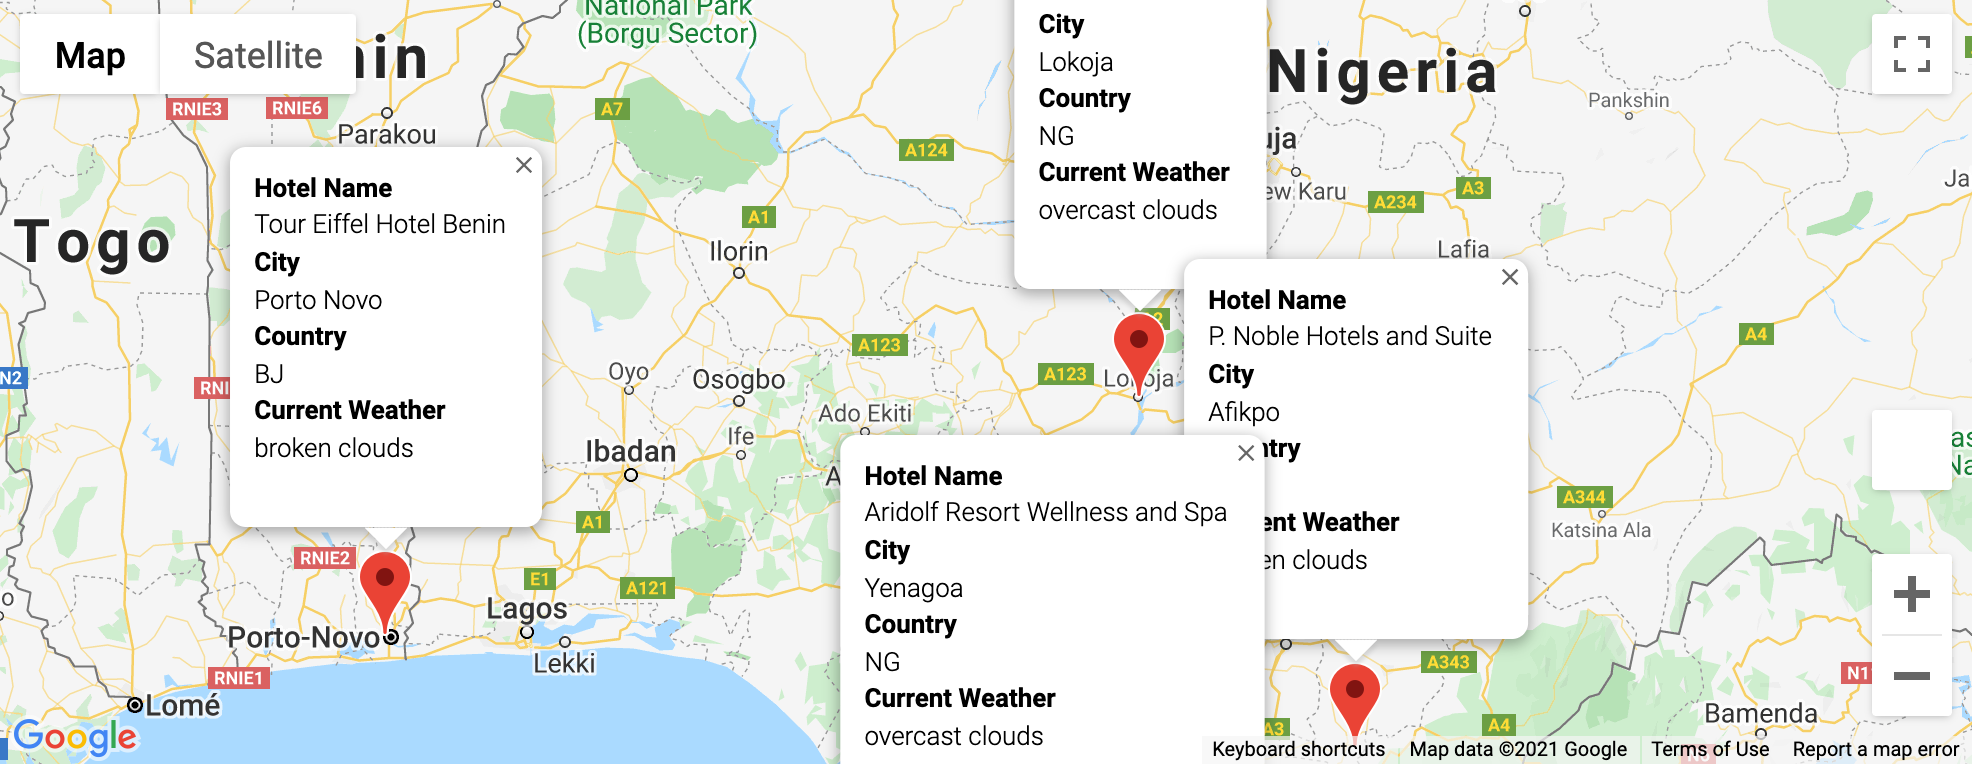 Map
Satellite
nin
National Park
(Borgu Sector)
Nigeria
Togo
RNIE3
RNIE6
Parakou
A7
A124
A1
Ilorin
Pankshin
uja
ew Karu
A234
A3
Lafia
Ja
Hotel Name
Tour Eiffel Hotel Benin
City
Porto Novo
Country
BJ
Current Weather
broken clouds
City
Lokoja
Country
NG
Current Weather
overcast clouds
Hotel Name
P. Noble Hotels and Suite
City
Afikpo
ntry
ent Weather
en clouds
Hotel Name
Aridolf Resort Wellness and Spa
City
Yenagoa
Country
NG
Current Weather
overcast clouds
N2
RNI
Oyo
Osogbo
A123
A123
Lokoja
A4
Ado Ekiti
Ife
Ibadan
A
A1
A344
Katsina Ala
as
Na
RNIE2
E1
A121
Lagos
Lekki
Porto-Novo
RNIE1
Lomé
A343
N1
A3
A4
Bamenda
Google
Keyboard shortcuts
Map data ©2021 Google
Terms of Use
Report a map error